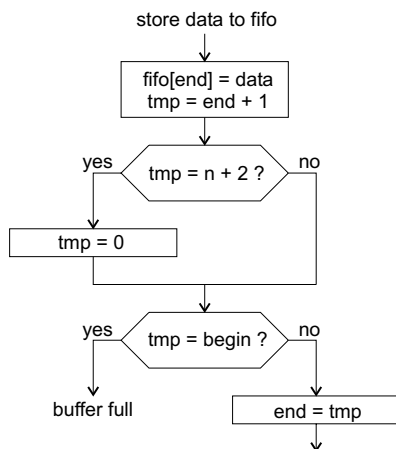 store data to fifo
fifo[end] = data
tmp = end + 1
yes
tmp = n + 2 ?
no
tmp = 0
yes
tmp = begin ?
no
buffer full
end = tmp